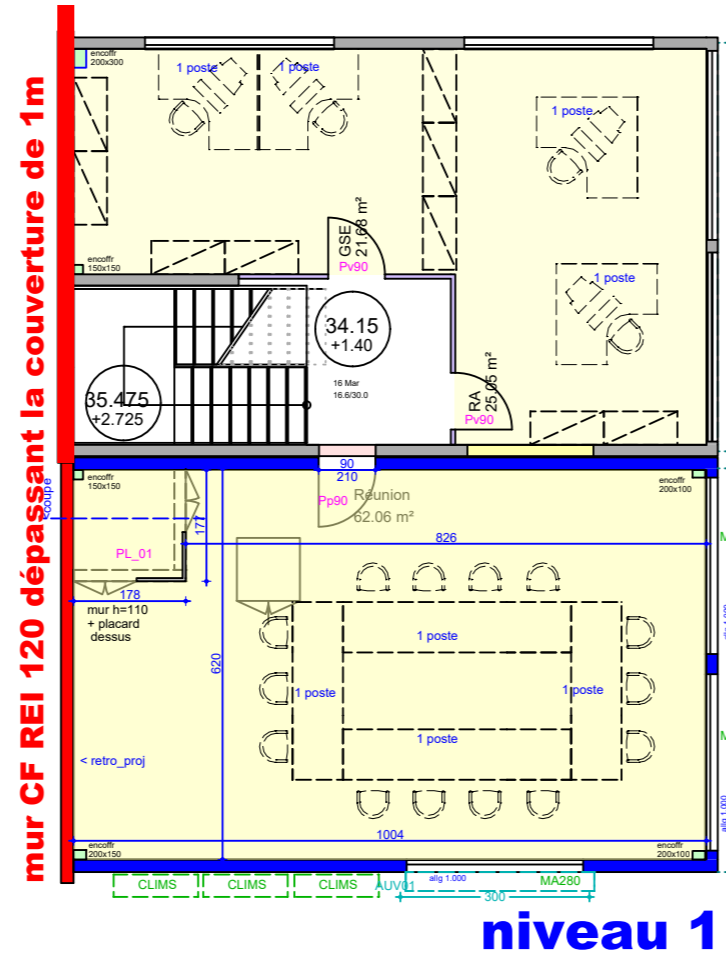 mur CF REI 120 dépassant la couverture de 1m
encoffr
200x300
1 poste
1 poste
1 poste
encoffr
150x150
GSE
21.68 m²
Pv90
1 poste
34.15
+1.40
16 Mar
16.6/30.0
35.475
+2.725
RA
25.05 m²
Pv90
90
210
encoffr
150x150
<coupe
Pp90
Réunion
62.06 m²
encoffr
200x100
177
826
PL_01
178
mur h=110
+ placard
dessus
620
1 poste
1 poste
1 poste
1 poste
< retro_proj
1004
encoffr
200x150
encoffr
200x100
allg 1.000
CLIMS
CLIMS
CLIMS
AUV01
allg 1.000
MA280
300
niveau 1